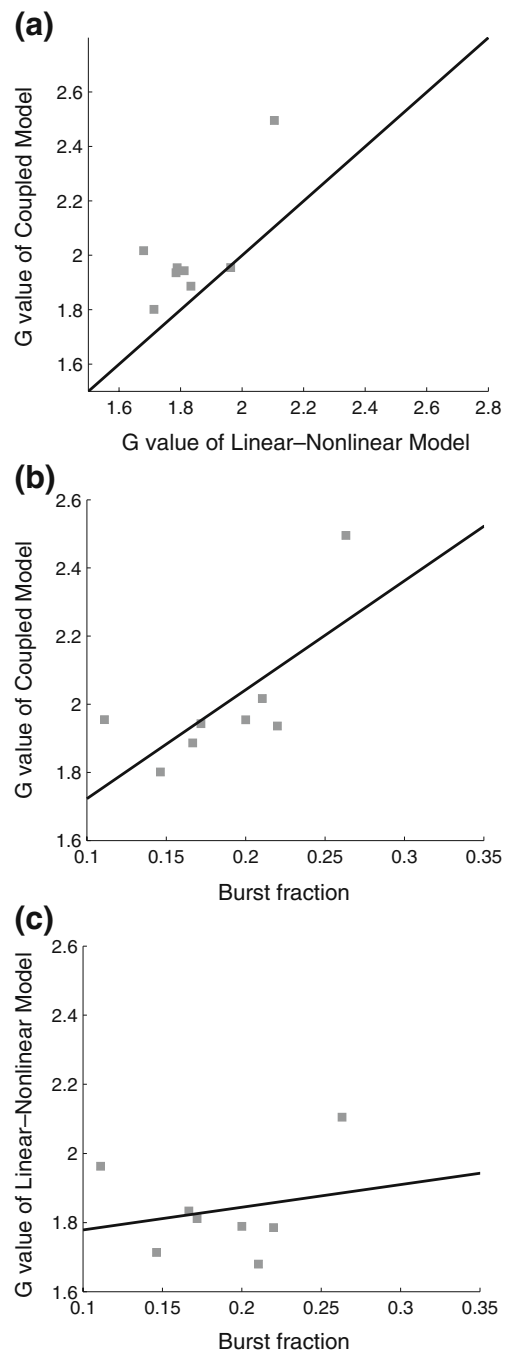 (a)
G value of Coupled Model
2.6
2.4
2.2
2
1.8
1.6
1.6 1.8 2 2.2 2.4 2.6 2.8
G value of Linear–Nonlinear Model
(b)
G value of Coupled Model
2.6
2.4
2.2
2
1.8
1.6
0.1 0.15 0.2 0.25 0.3 0.35
Burst fraction
(c)
G value of Linear–Nonlinear Model
2.6
2.4
2.2
2
1.8
1.6
0.1 0.15 0.2 0.25 0.3 0.35
Burst fraction